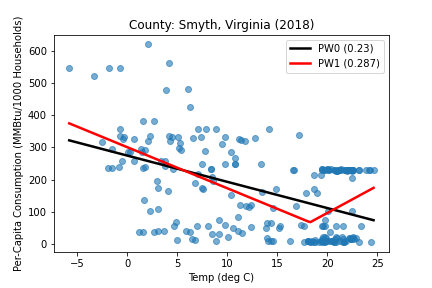 County: Smyth, Virginia (2018)
PW0 (0.23)
PW1 (0.287)
Per-Capita Consumption (MMBtu/1000 Households)
600
500
400
300
200
100
0
−5
0
5
10
15
20
25
Temp (deg C)